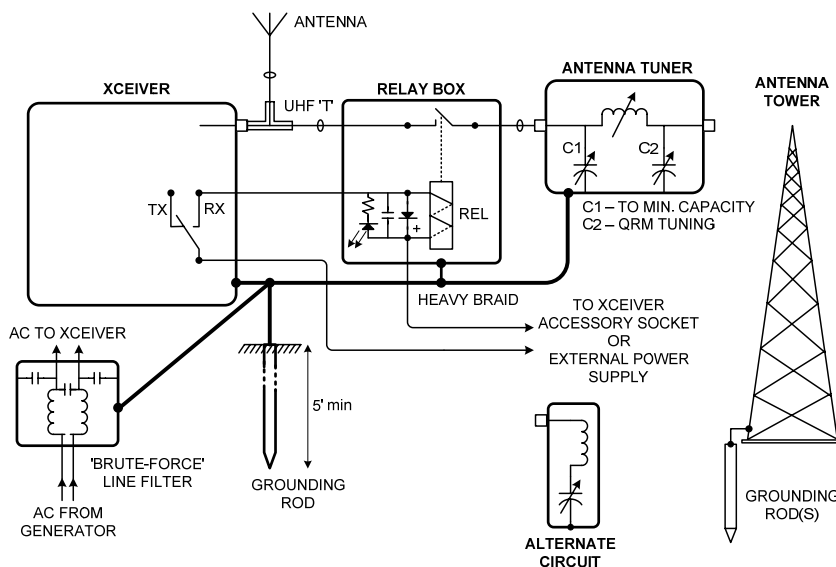 ANTENNA
XCEIVER
RELAY BOX
ANTENNA TUNER
ANTENNA
TOWER
UHF 'T'
C1
C2
TX
RX
REL
+
C1 – TO MIN. CAPACITY
C2 – QRM TUNING
HEAVY BRAID
AC TO XCEIVER
TO XCEIVER
ACCESSORY SOCKET
OR
EXTERNAL POWER
SUPPLY
5' min
'BRUTE-FORCE'
LINE FILTER
GROUNDING
ROD
AC FROM
GENERATOR
ALTERNATE
CIRCUIT
GROUNDING
ROD(S)